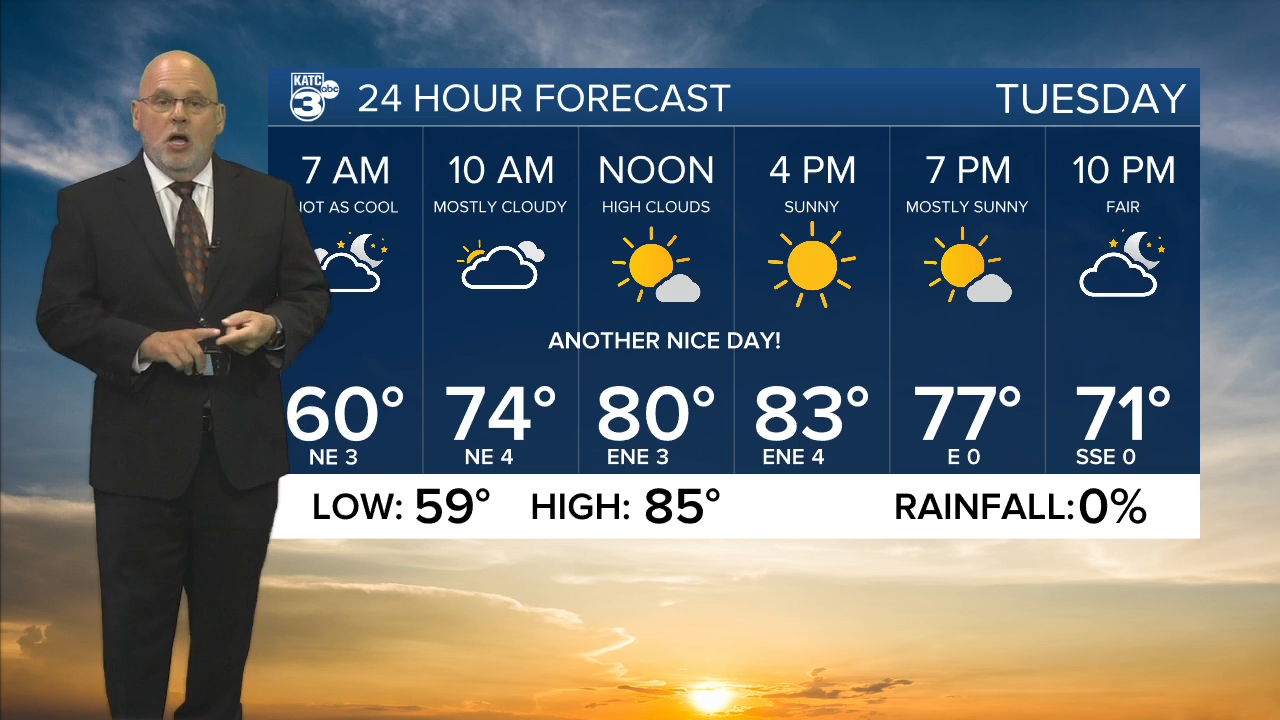 KATC
3
abc
24 HOUR FORECAST
TUESDAY
7 AM
10 AM
NOON
4 PM
7 PM
10 PM
NOT AS COOL
MOSTLY CLOUDY
HIGH CLOUDS
SUNNY
MOSTLY SUNNY
FAIR
ANOTHER NICE DAY!
60°
74°
80°
83°
77°
71°
NE 3
NE 4
ENE 3
ENE 4
E 0
SSE 0
LOW: 59° HIGH: 85° RAINFALL: 0%